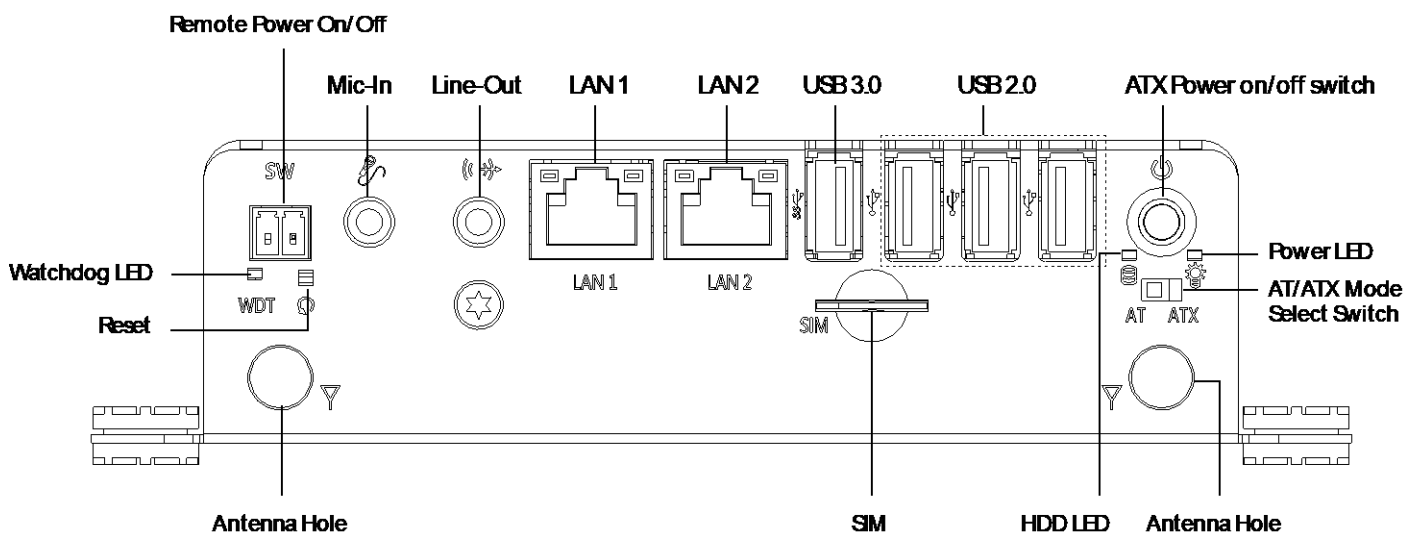 Remote Power On/Off
Mic-In
Line-Out
LAN 1
LAN 2
USB 3.0
USB 2.0
ATX Power on/off switch
SW
SS
Watchdog LED
WDT
Reset
LAN 1
LAN 2
SIM
Power LED
AT/ATX Mode
Select Switch
AT
ATX
Antenna Hole
SIM
HDD LED
Antenna Hole